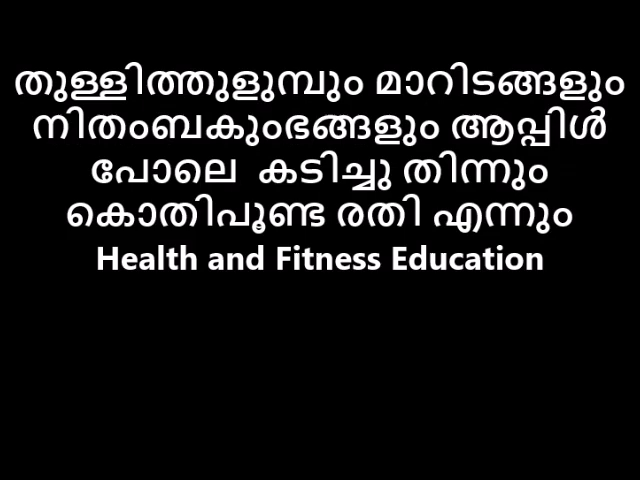 തുള്ളിത്തുളുമ്പും മാറിടങ്ങളും
നിതംബകുംഭങ്ങളും ആപ്പിൾ
പോലെ കടിച്ചു തിന്നും
കൊതിപൂണ്ട രതി എന്നും
Health and Fitness Education